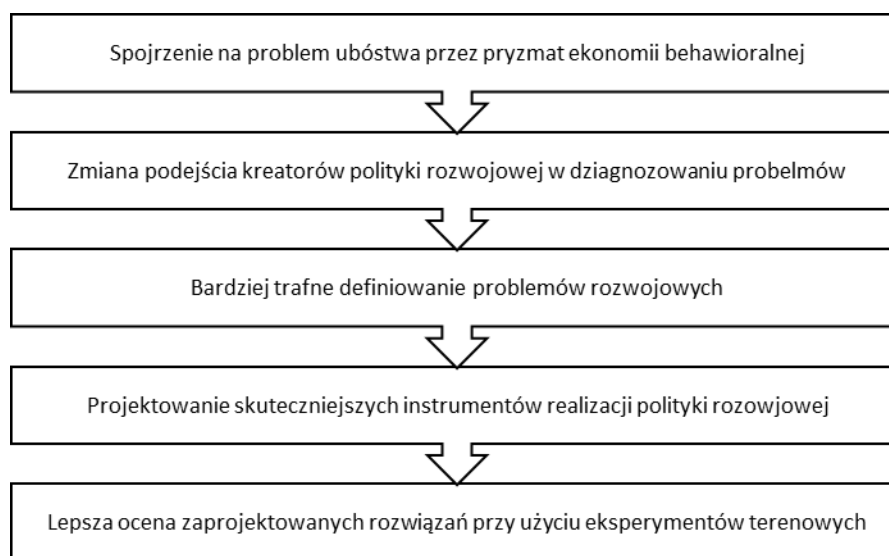 Spojrzenie na problem ubóstwa przez pryzmat ekonomii behawioralnej
Zmiana podejścia kreatorów polityki rozwojowej w dziagnozowaniu probelmów
Bardziej trafne definiowanie problemów rozwojowych
Projektowanie skuteczniejszych instrumentów realizacji polityki rozowjowej
Lepsza ocena zaprojektowanych rozwiązań przy użyciu eksperymentów terenowych